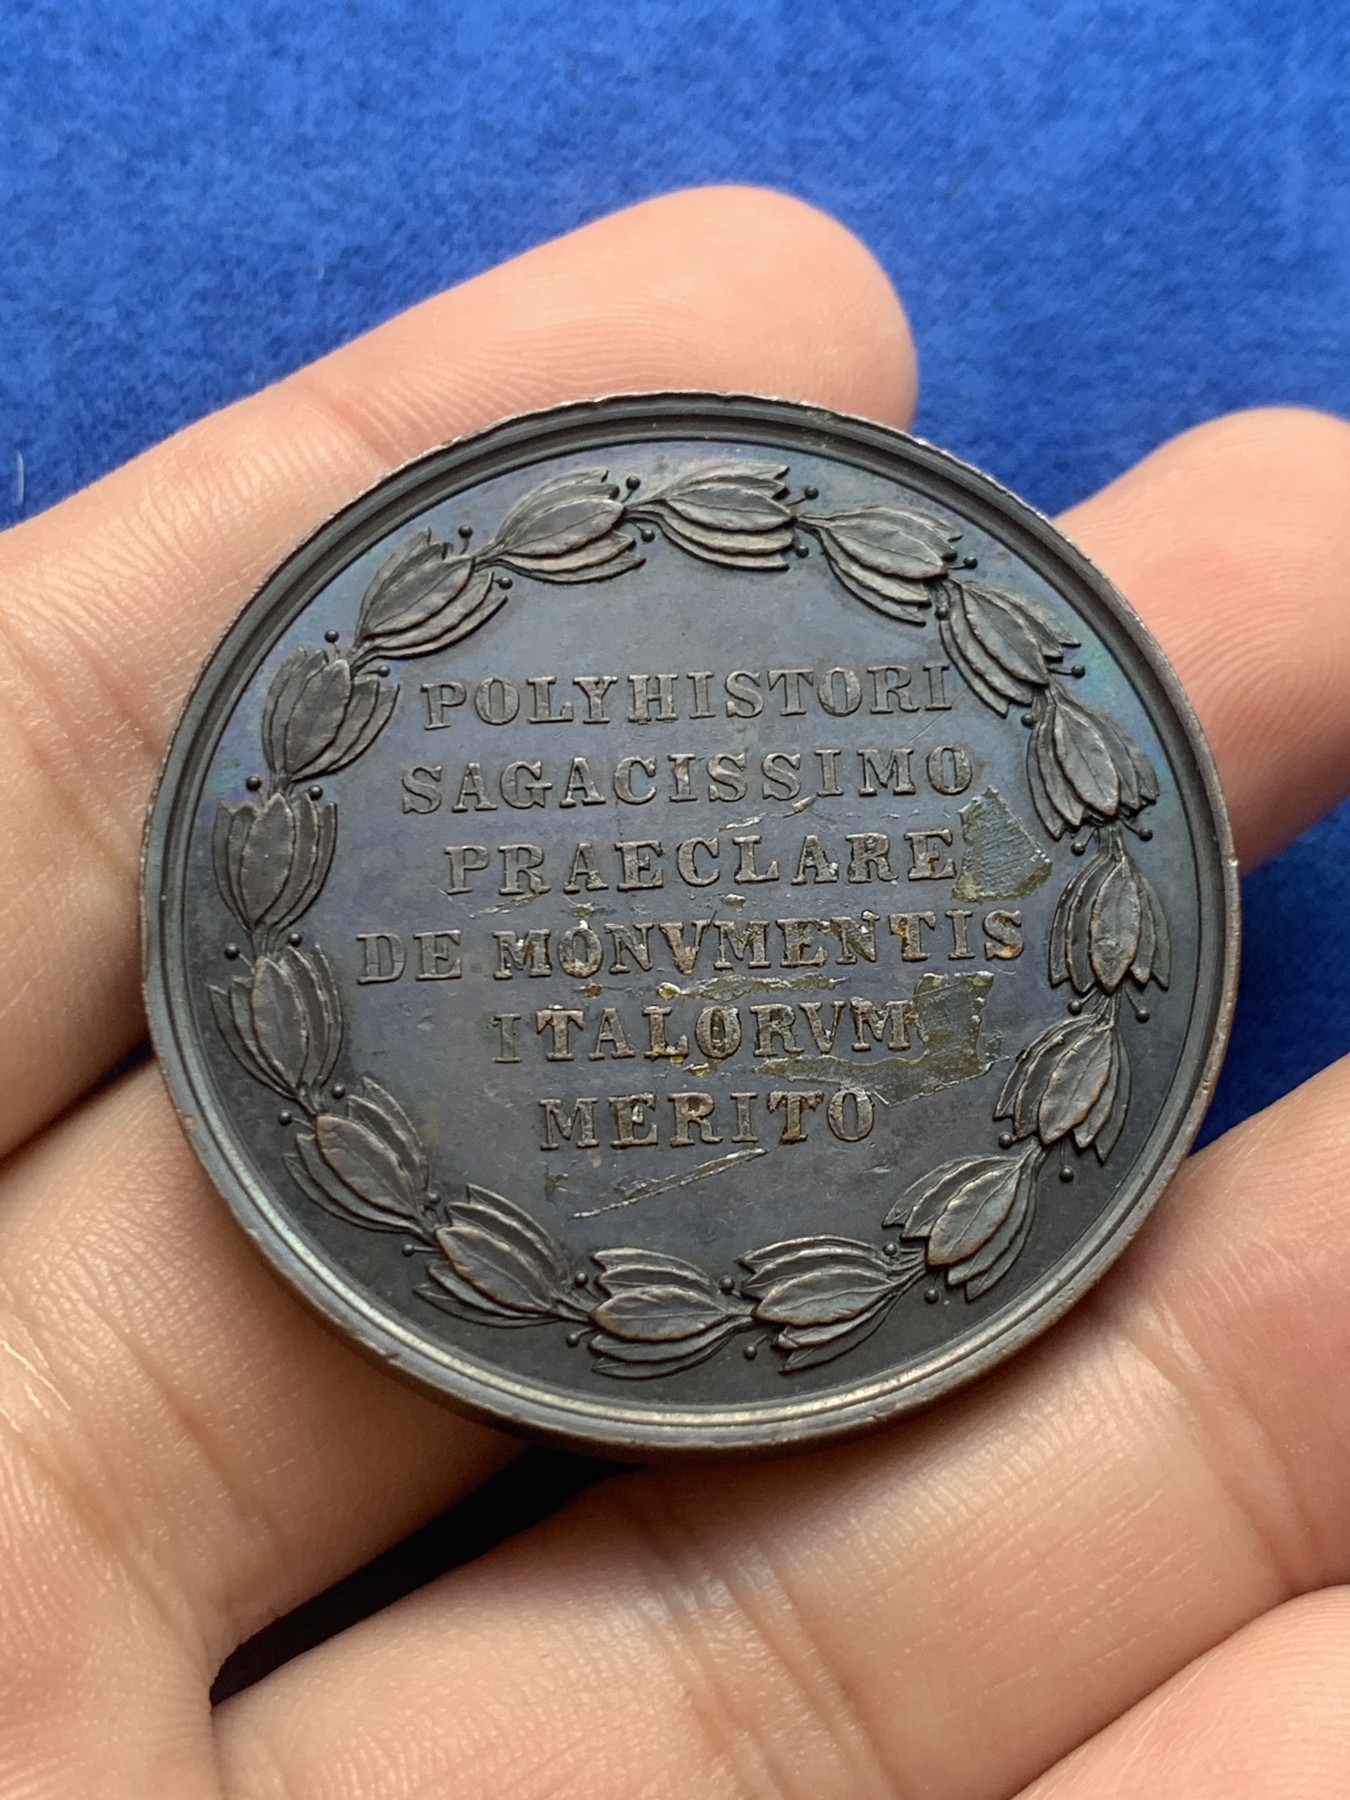 POLYHISTORI
SAGACISSIMO
PRAECLARE
DE MONVMENTIS
ITALORVM
MERITO